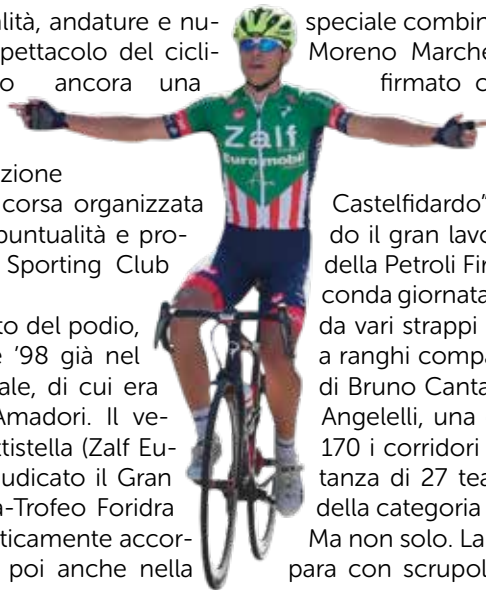 alità, andature e nu-
spettacolo del cicli-
o ancora una
zione
corsa organizzata
puntualità e pro-
Sporting Club
to del podio,
e '98 già nel
ale, di cui era
Amadori. Il ve-
ttistella (Zalf Eu-
udicato il Gran
a-Trofeo Foridra
ticamente accor-
poi anche nella
Zalf
euromobil
speciale combin
Moreno Marche
firmato c
Castelfidardo"
do il gran lavo
della Petroli Fir
conda giornata
da vari strappi
a ranghi compa
di Bruno Canta
Angelelli, una
170 i corridori
tanza di 27 tea
della categoria
Ma non solo. La
para con scrupol